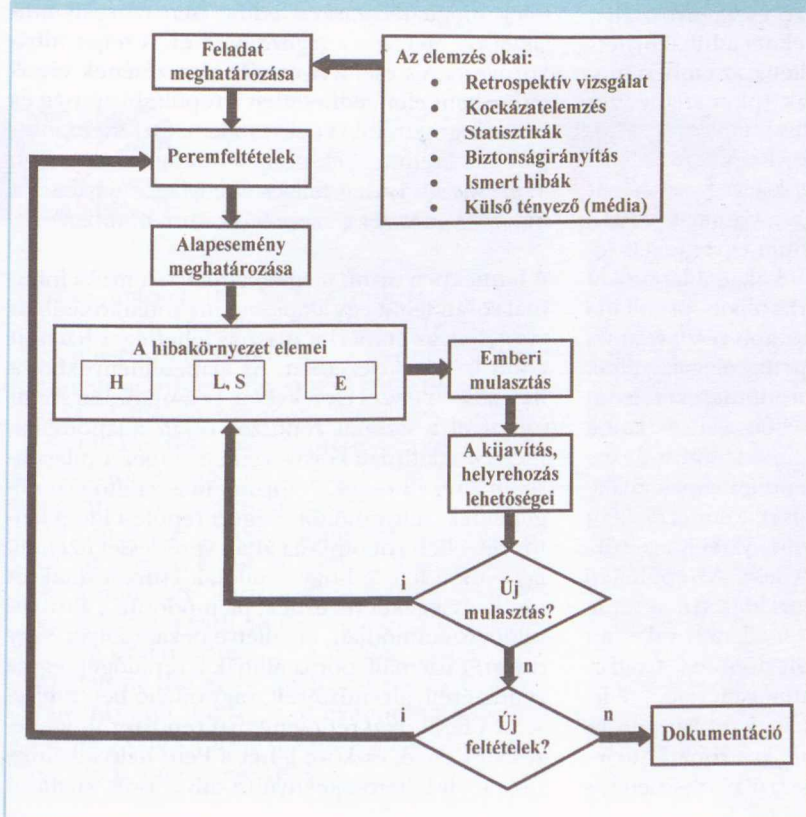 Feladat
meghatározása
Az elemzés okai:
• Retrospektív vizsgálat
• Kockázatelemzés
• Statisztikák
• Biztonságirányítás
• Ismert hibák
• Külső tényező (média)
Peremfeltételek
Alapesemény
meghatározása
A hibakörnyezet elemei
H L, S E
Emberi
mulasztás
A kijavítás,
helyrehozás
lehetőségei
i
Új
mulasztás?
n
i
Új
feltételek?
n
Dokumentáció